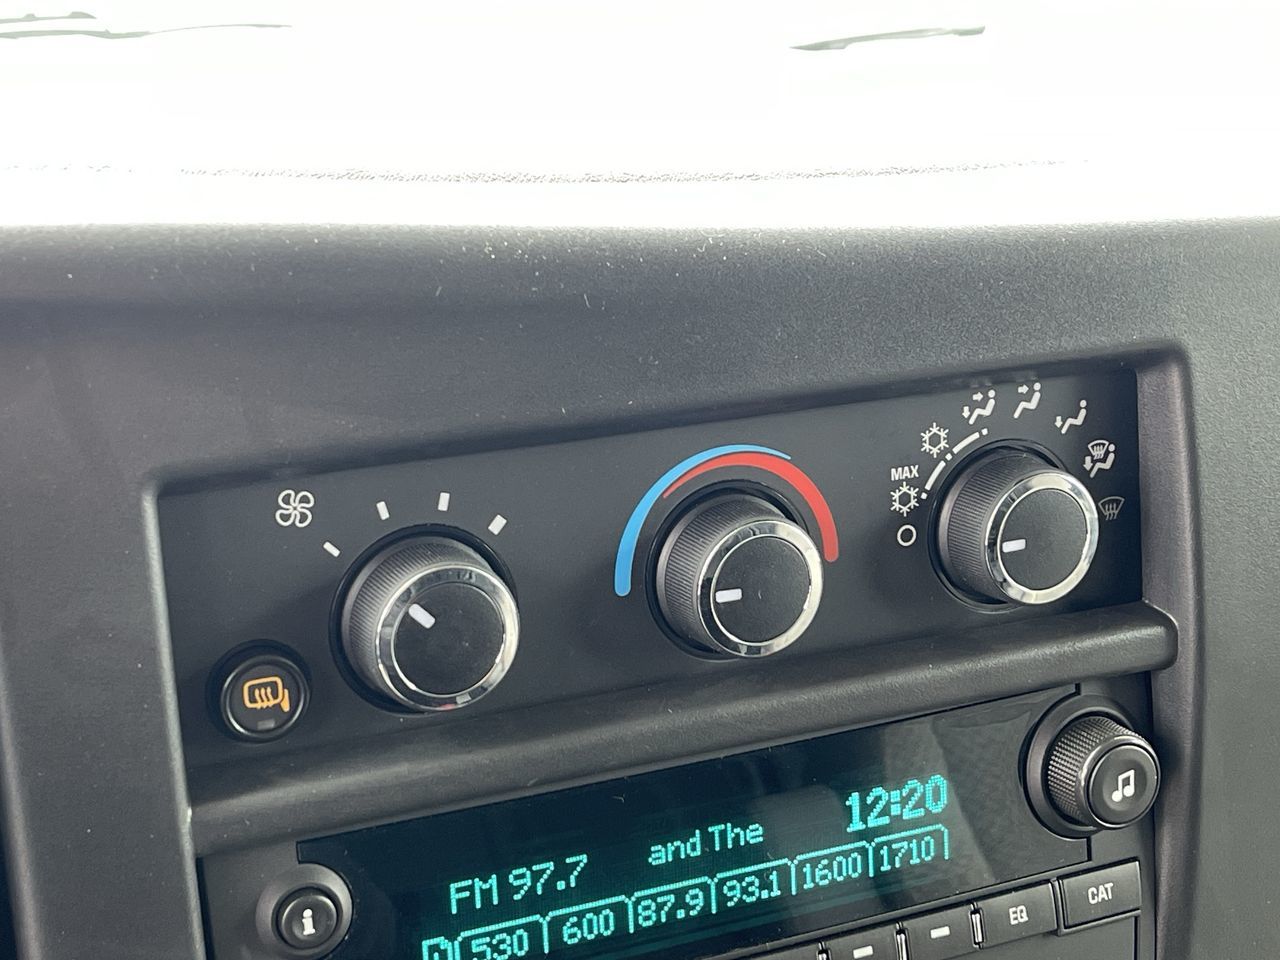 MAX
12:20
FM 97.7 and The
530 600 87.9 93.1 1600 1710
i
EQ
CAT